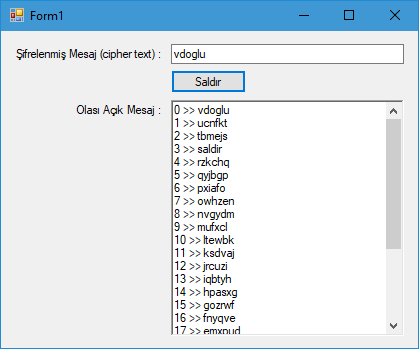 Form1
Şifrelenmiş Mesaj (cipher text) :
vdoglu
Saldır
Olası Açık Mesaj :
0 >> vdoglu
1 >> ucnfkt
2 >> tbmejs
3 >> saldir
4 >> rzkchq
5 >> qyjbgp
6 >> pxiafo
7 >> owhzen
8 >> nvgydm
9 >> mufxcl
10 >> ltewbk
11 >> ksdvaj
12 >> jrcuzi
13 >> iqbtyh
14 >> hpasxg
15 >> gozrwf
16 >> fnyqve
17 >> emxpud